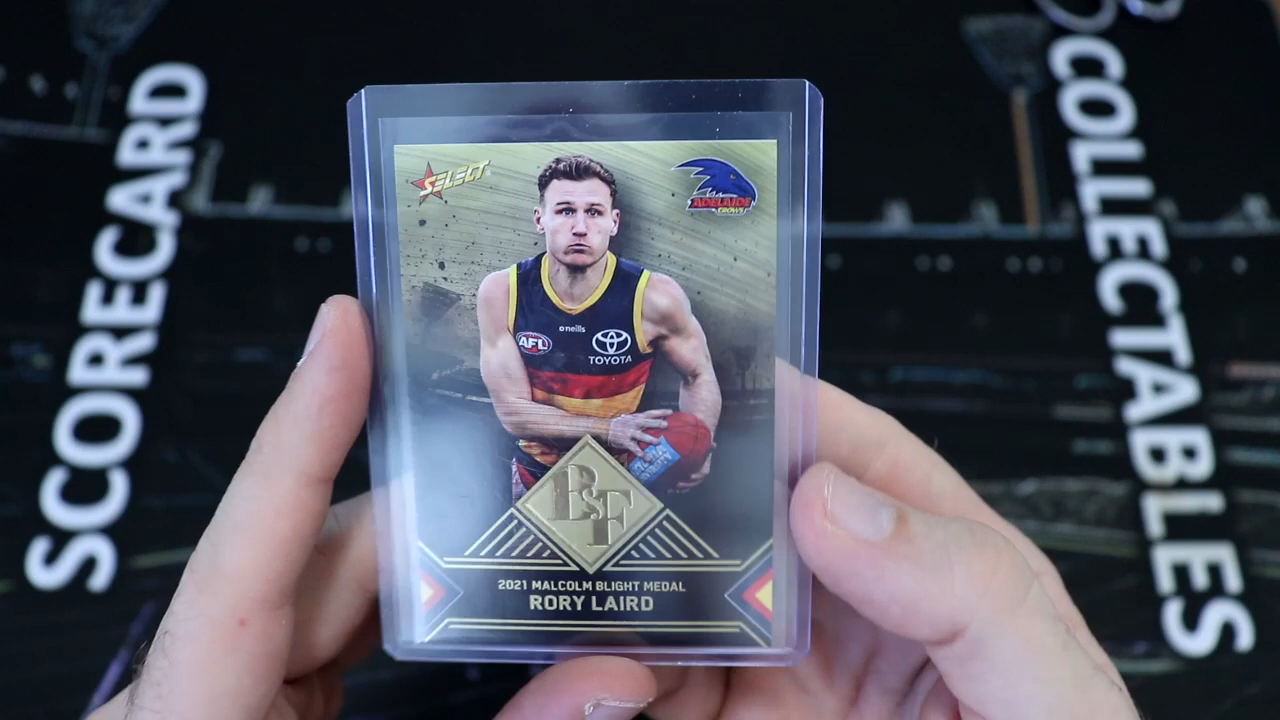 SCORECARD
COLLECTABLES
SELECT
ADELAIDE
CROWS
oneills
AFL
TOYOTA
B&F
2021 MALCOLM BLIGHT MEDAL
RORY LAIRD